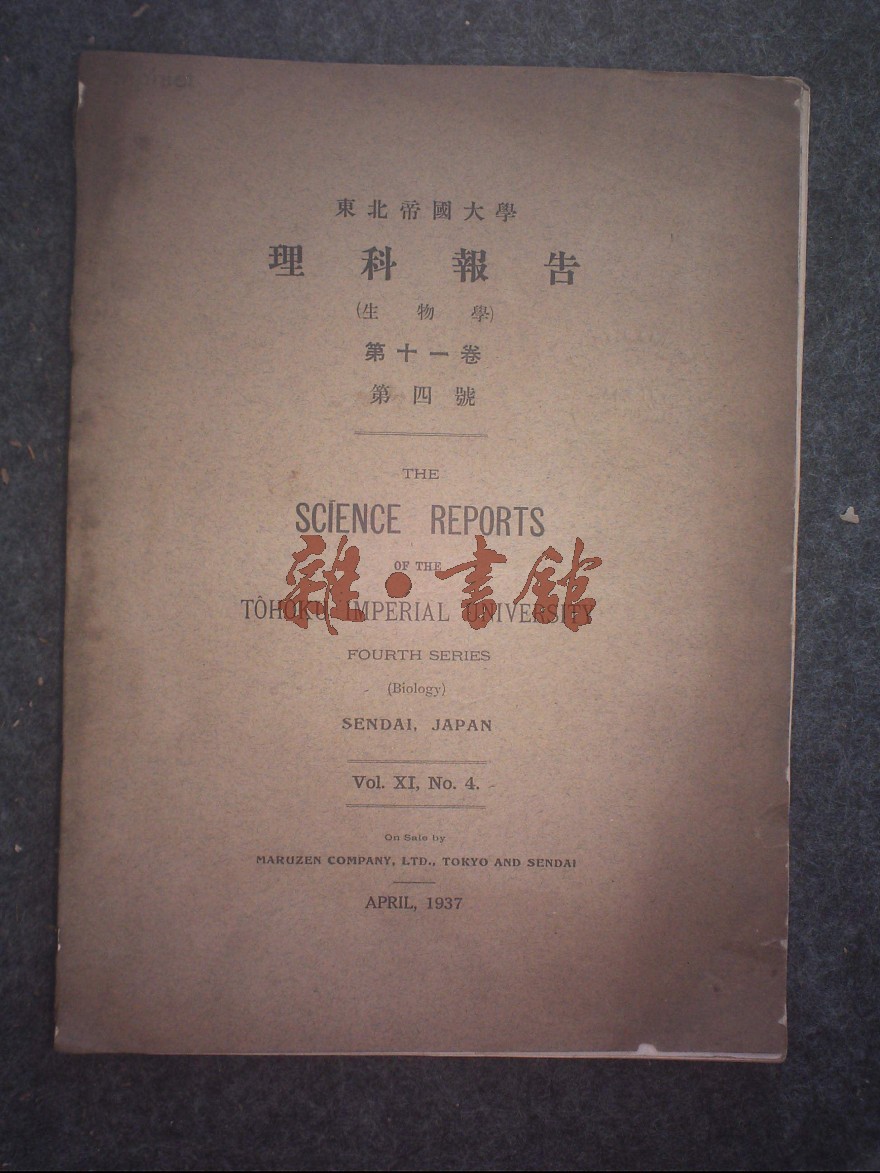 東北帝國大學
理科報告
(生物學)
第十一卷
第四號
THE
SCIENCE REPORTS
OF THE
雜·書館
TÔHOKU IMPERIAL UNIVERSITY
FOURTH SERIES
(Biology)
SENDAI, JAPAN
Vol. XI, No. 4.
On Sale by
MARUZEN COMPANY, LTD., TOKYO AND SENDAI
APRIL, 1937